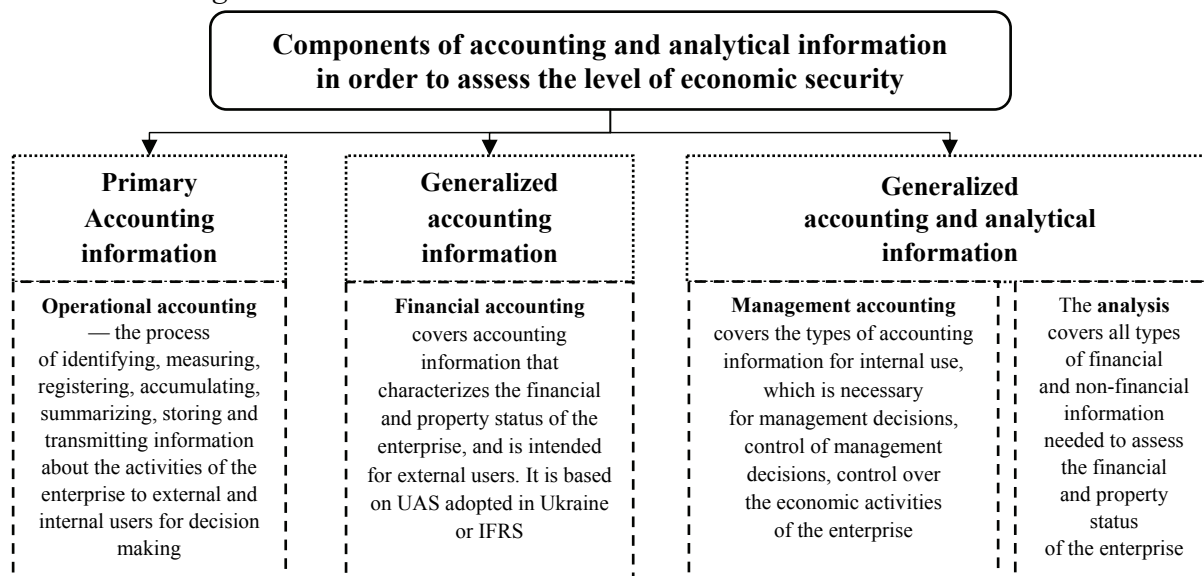 Components of accounting and analytical information
in order to assess the level of economic security
Primary
Accounting
information
Generalized
accounting
information
Generalized
accounting and analytical
information
Operational accounting
— the process
of identifying, measuring,
registering, accumulating,
summarizing, storing and
transmitting information
about the activities of the
enterprise to external and
internal users for decision
making
Financial accounting
covers accounting
information that
characterizes the financial
and property status of the
enterprise, and is intended
for external users. It is based
on UAS adopted in Ukraine
or IFRS
Management accounting
covers the types of accounting
information for internal use,
which is necessary
for management decisions,
control of management
decisions, control over
the economic activities
of the enterprise
The analysis
covers all types
of financial
and non-financial
information
needed to assess
the financial
and property
status
of the enterprise